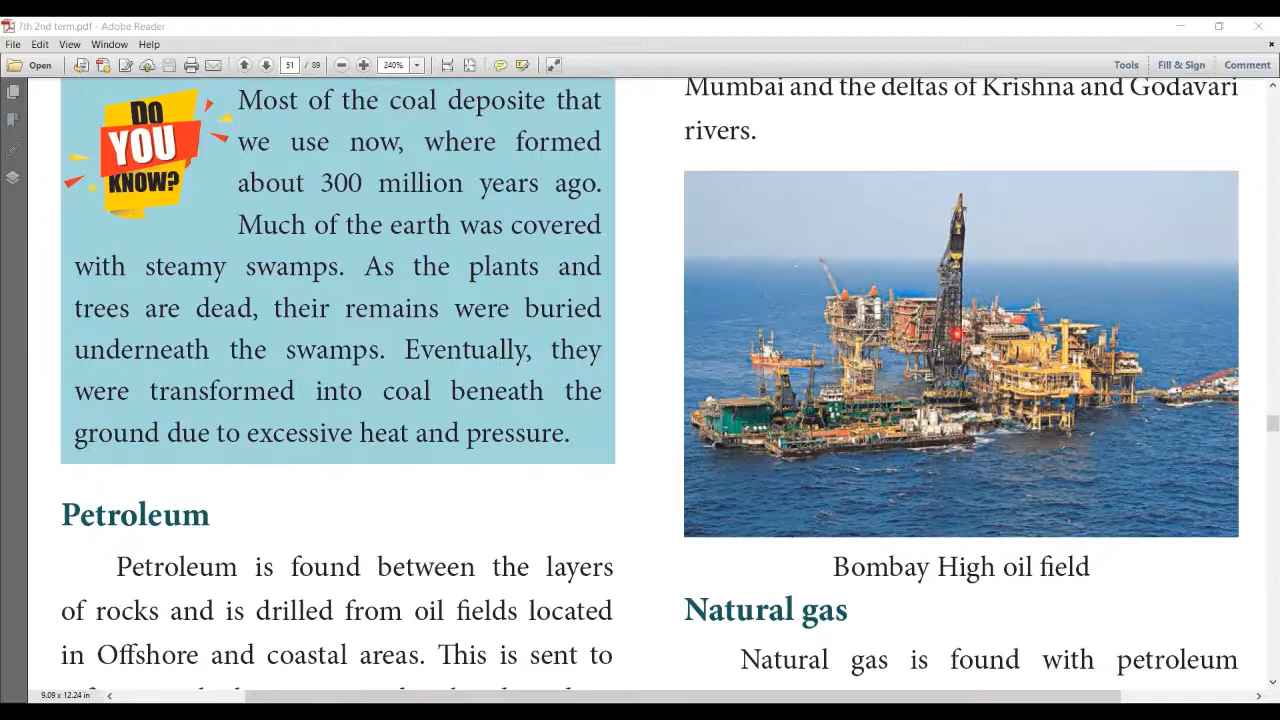 7th 2nd term.pdf - Adobe Reader
File Edit View Window Help
Open 51 / 89 240% Tools Fill & Sign Comment
DO
YOU
KNOW?
Most of the coal deposite that
we use now, where formed
about 300 million years ago.
Much of the earth was covered
with steamy swamps. As the plants and
trees are dead, their remains were buried
underneath the swamps. Eventually, they
were transformed into coal beneath the
ground due to excessive heat and pressure.
Petroleum
Petroleum is found between the layers
of rocks and is drilled from oil fields located
in Offshore and coastal areas. This is sent to
Mumbai and the deltas of Krishna and Godavari
rivers.
Bombay High oil field
Natural gas
Natural gas is found with petroleum
9.09 x 12.24 in